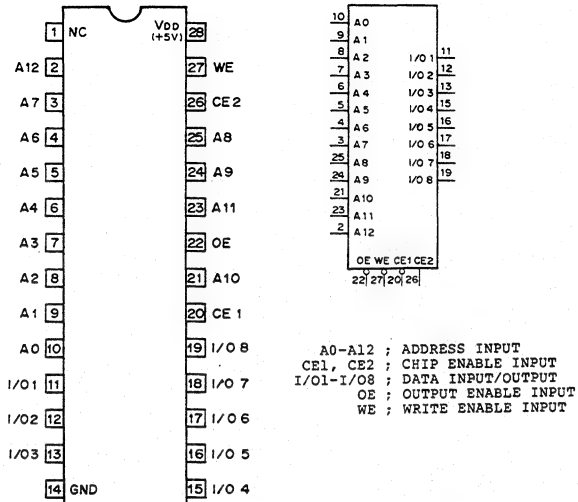 1 NC VDD (+5V) 28
A12 2 27 WE
A7 3 26 CE2
A6 4 25 A8
A5 5 24 A9
A4 6 23 A11
A3 7 22 OE
A2 8 21 A10
A1 9 20 CE 1
A0 10 19 I/O 8
I/O1 11 18 I/O 7
I/O2 12 17 I/O 6
I/O3 13 16 I/O 5
14 GND 15 I/O 4
10 A0
9 A1
8 A2 I/O 1 11
7 A3 I/O 2 12
6 A4 I/O 3 13
5 A5 I/O 4 15
4 A6 I/O 5 16
3 A7 I/O 6 17
25 A8 I/O 7 18
24 A9 I/O 8 19
21 A10
23 A11
2 A12
OE WE CE1 CE2
22 27 20 26
A0-A12 ; ADDRESS INPUT
CE1, CE2 ; CHIP ENABLE INPUT
I/O1-I/O8 ; DATA INPUT/OUTPUT
OE ; OUTPUT ENABLE INPUT
WE ; WRITE ENABLE INPUT